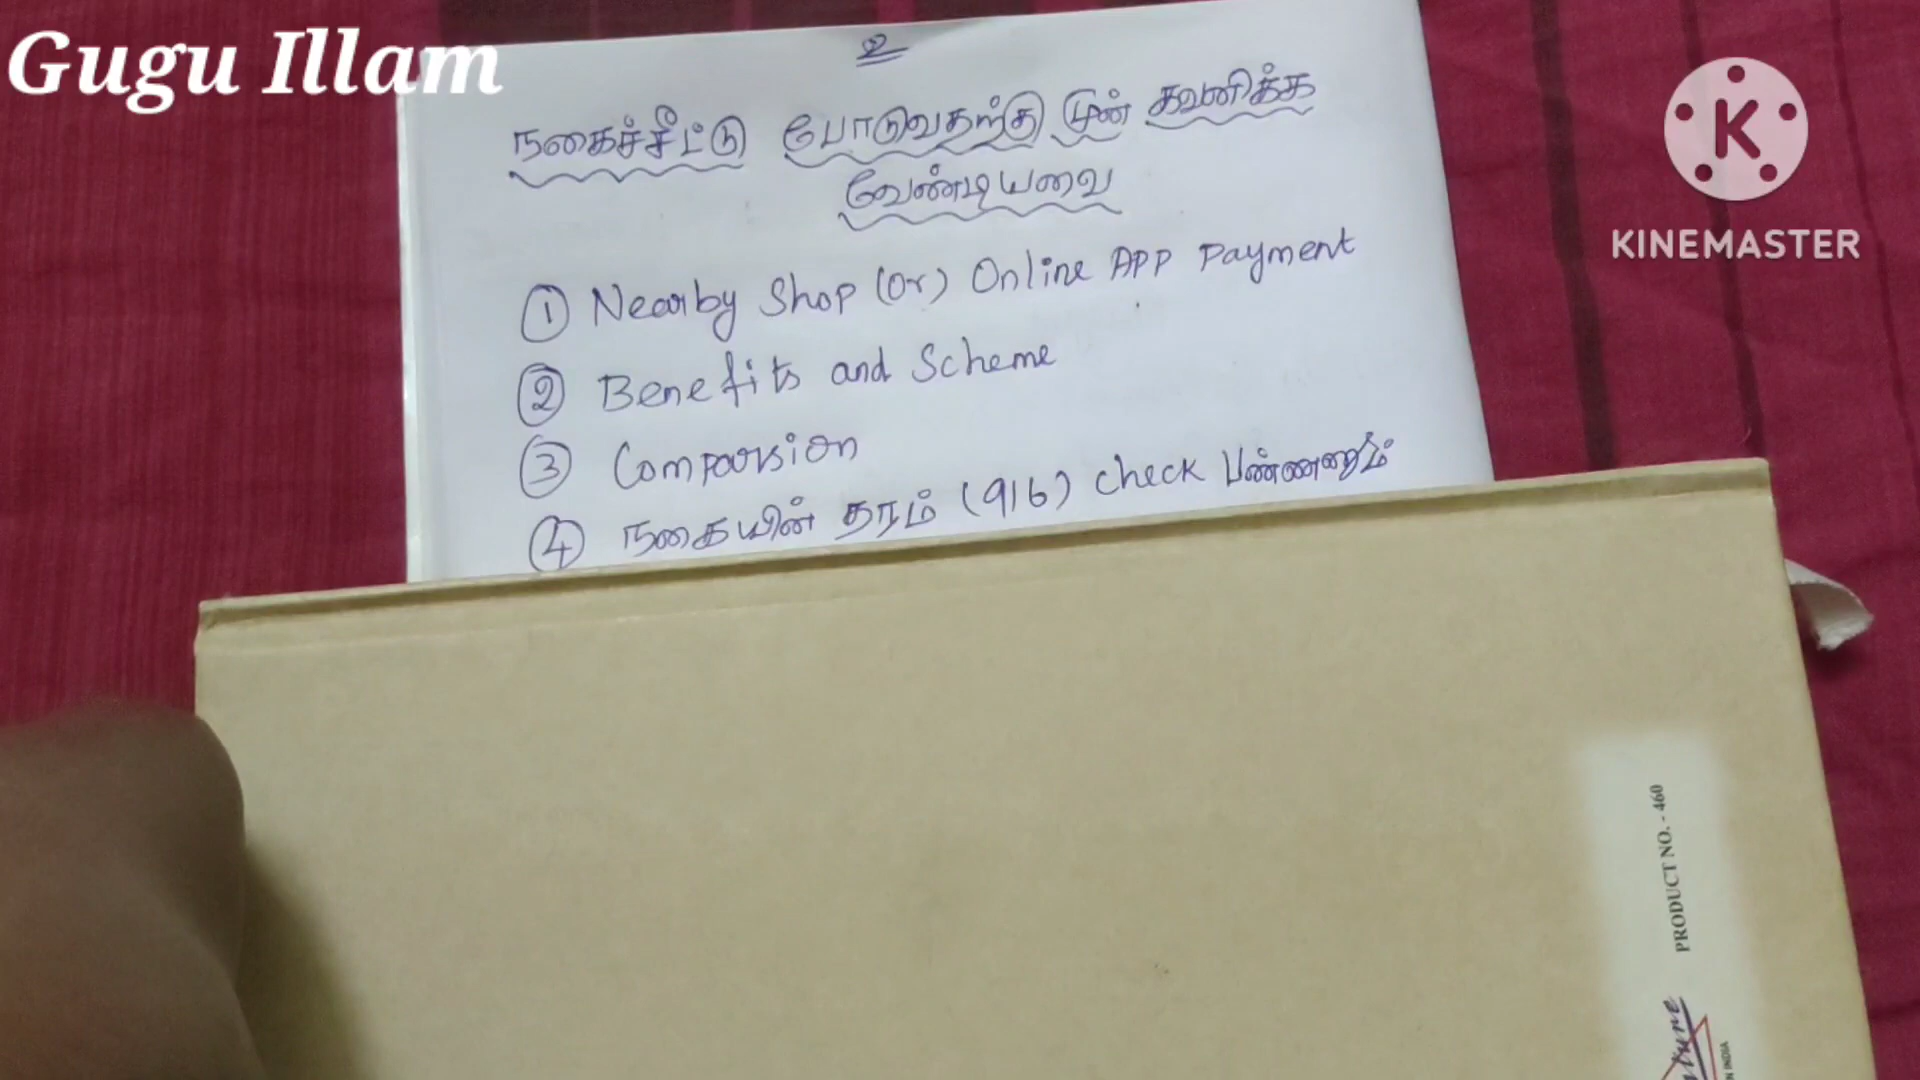 Gugu Illam
உ
நகைச்சீட்டு போடுவதற்கு முன் கவனிக்க
வேண்டியவை
① Nearby Shop (or) Online APP Payment
② Benefits and Scheme
③ Comparsion
④ நகையின் தரம் (916) check பண்ணனும்
K
KINEMASTER
PRODUCT NO. - 460